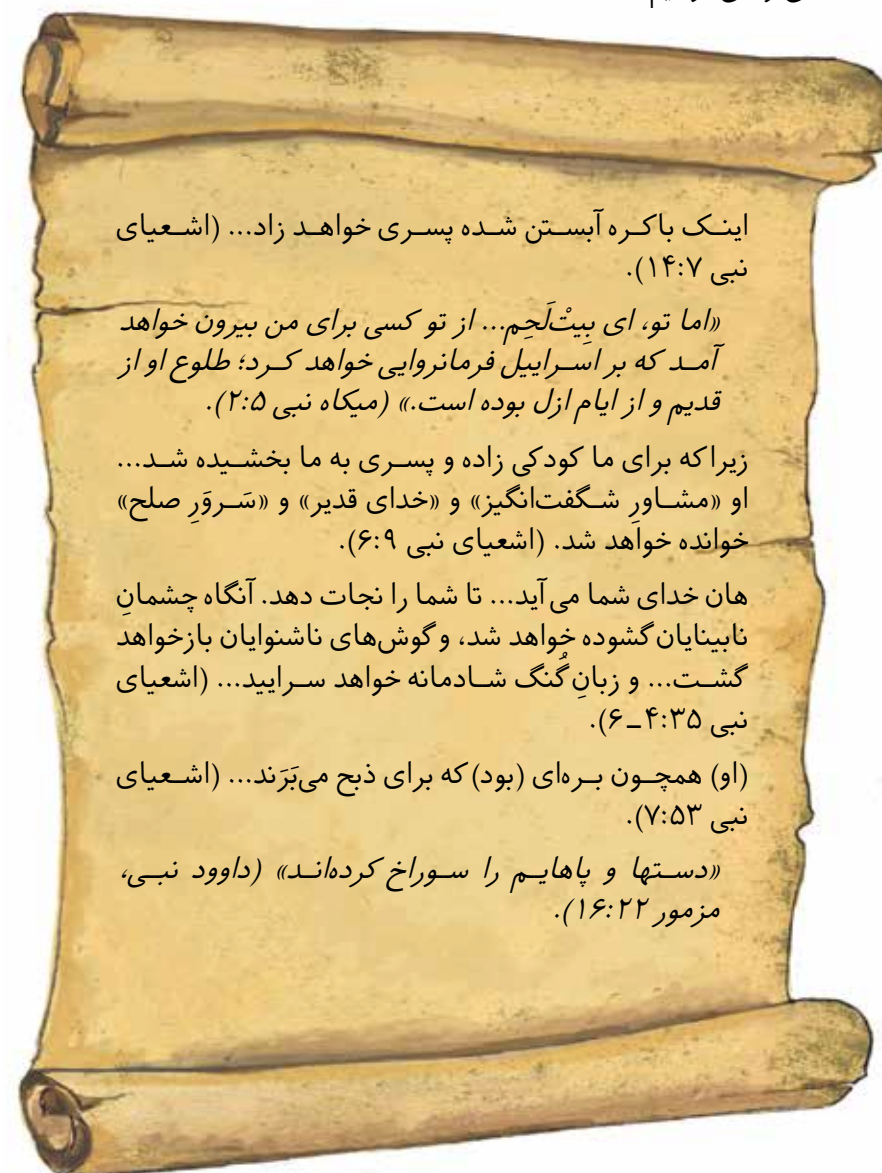 اینک باکره آبستن شده پسری خواهد زاد... (اشعیای
نبی ۱۴:۷).
«اما تو، ای بِیتْ‌لَحِم... از تو کسی برای من بیرون خواهد
آمد که بر اسراییل فرمانروایی خواهد کرد؛ طلوع او از
قدیم و از ایام ازل بوده است.» (میکاه نبی ۲:۵).
زیرا که برای ما کودکی زاده و پسری به ما بخشیده شد...
او «مشاورِ شگفت‌انگیز» و «خدای قدیر» و «سَروَرِ صلح»
خوانده خواهد شد. (اشعیای نبی ۶:۹).
هان خدای شما می‌آید... تا شما را نجات دهد. آنگاه چشمانِ
نابینایان گشوده خواهد شد، و گوش‌های ناشنوایان بازخواهد
گشت... و زبانِ گُنگ شادمانه خواهد سرایید... (اشعیای
نبی ۴:۳۵ـ۶).
(او) همچون بره‌ای (بود) که برای ذبح می‌بَرَند... (اشعیای
نبی ۷:۵۳).
«دستها و پاهایم را سوراخ کرده‌اند» (داوود نبی،
مزمور ۱۶:۲۲).